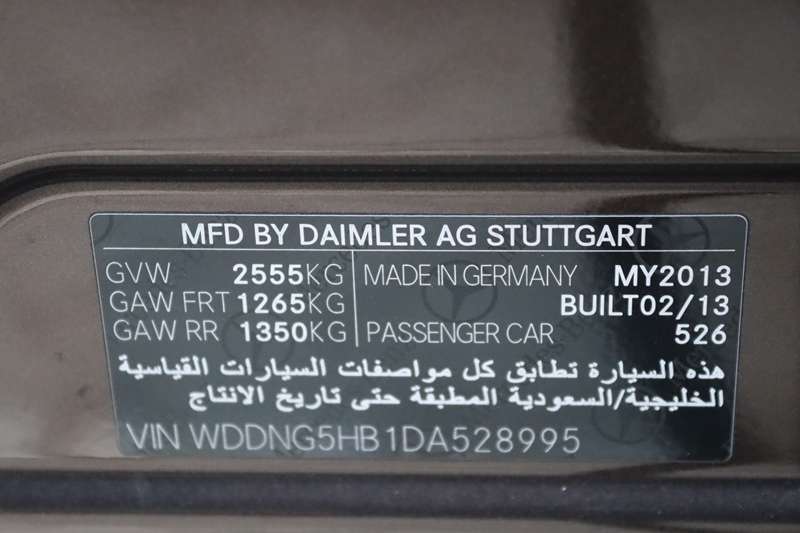 MFD BY DAIMLER AG STUTTGART
GVW 2555KG MADE IN GERMANY MY2013
GAW FRT 1265KG BUILT02/13
GAW RR 1350KG PASSENGER CAR 526
هذه السيارة تطابق كل مواصفات السيارات القياسية
الخليجية/السعودية المطبقة حتى تاريخ الانتاج
VIN WDDNG5HB1DA528995